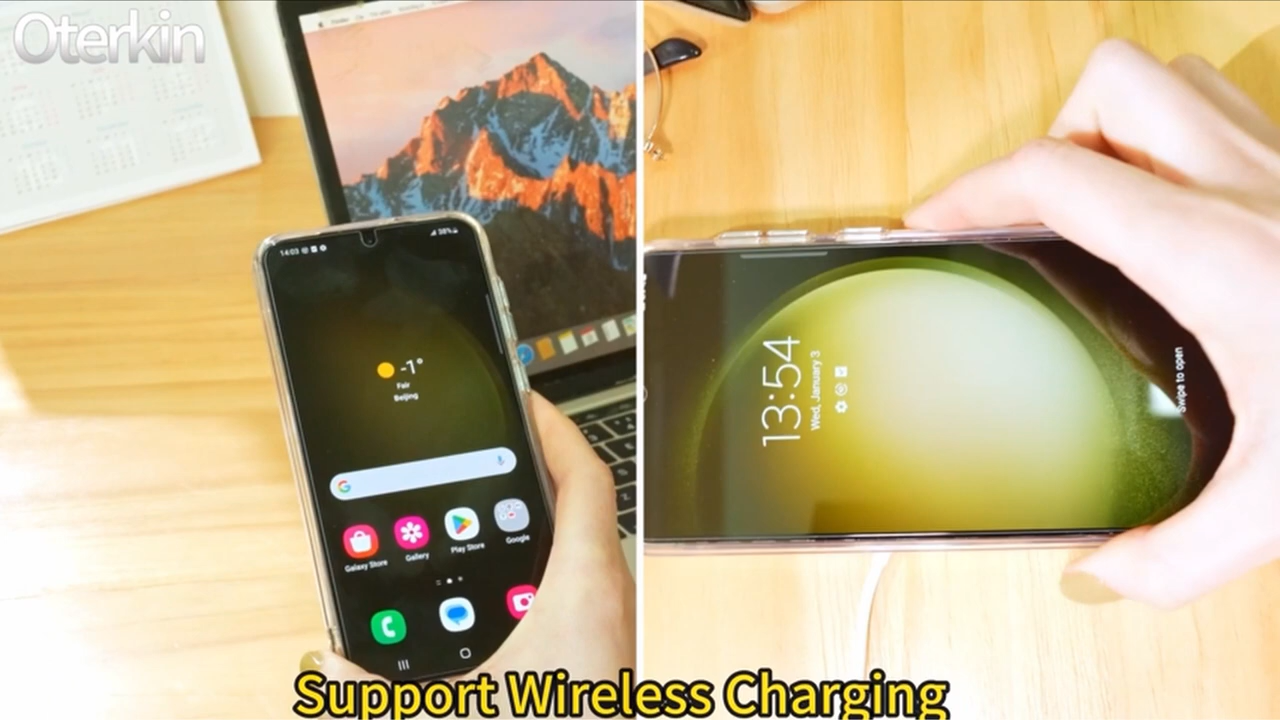 Oterkin
14:03
38%
-1°
Fair
Beijing
Galaxy Store
Gallery
Play Store
Google
13:54
Wed, January 3
Swipe to open
Support Wireless Charging